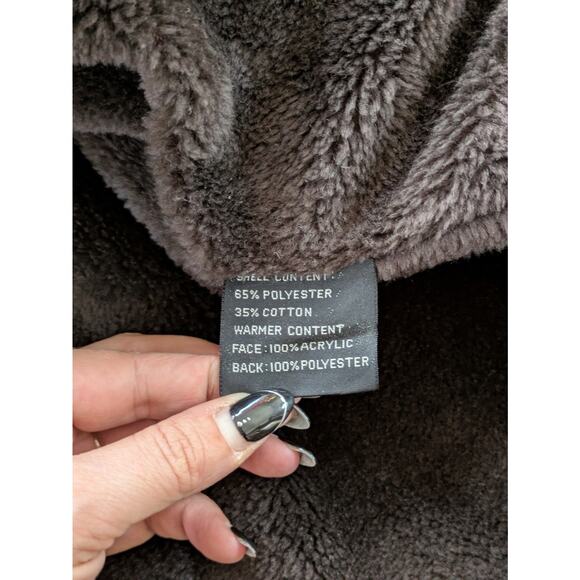 SHELL CONTENT:
65% POLYESTER
35% COTTON
WARMER CONTENT
FACE:100%ACRYLIC
BACK:100%POLYESTER